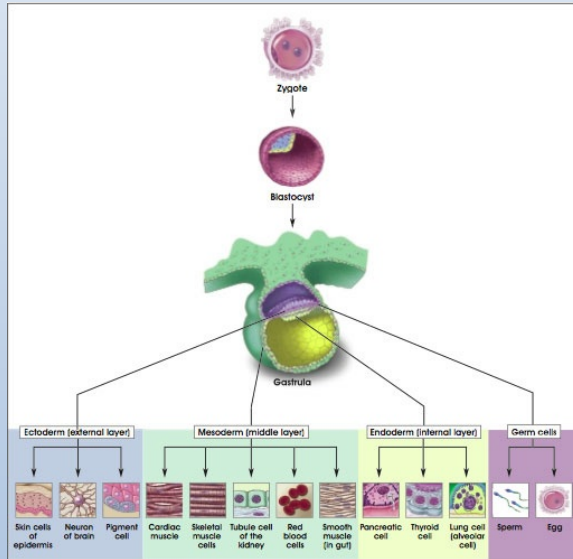 Zygote
Blastocyst
Gastrula
Ectoderm (external layer)
Mesoderm (middle layer)
Endoderm (internal layer)
Germ cells
Skin cells of epidermis
Neuron of brain
Pigment cell
Cardiac muscle
Skeletal muscle cells
Tubule cell of the kidney
Red blood cells
Smooth muscle (in gut)
Pancreatic cell
Thyroid cell
Lung cell (alveolar cell)
Sperm
Egg